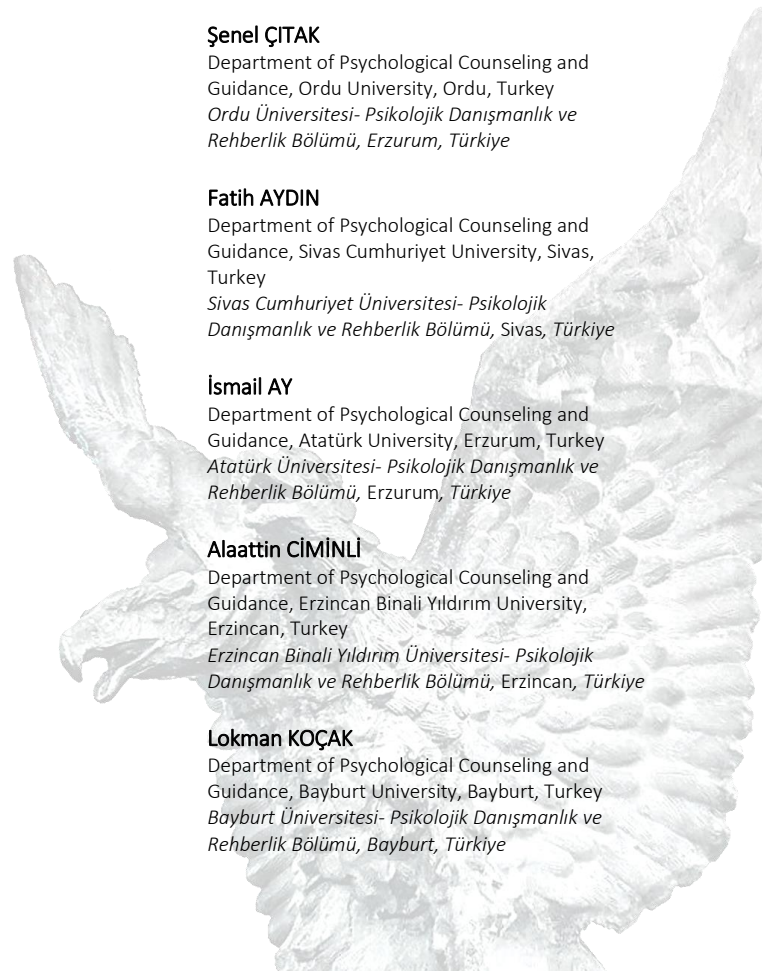 Şenel ÇITAK
Department of Psychological Counseling and
Guidance, Ordu University, Ordu, Turkey
Ordu Üniversitesi- Psikolojik Danışmanlık ve
Rehberlik Bölümü, Erzurum, Türkiye
Fatih AYDIN
Department of Psychological Counseling and
Guidance, Sivas Cumhuriyet University, Sivas,
Turkey
Sivas Cumhuriyet Üniversitesi- Psikolojik
Danışmanlık ve Rehberlik Bölümü, Sivas, Türkiye
İsmail AY
Department of Psychological Counseling and
Guidance, Atatürk University, Erzurum, Turkey
Atatürk Üniversitesi- Psikolojik Danışmanlık ve
Rehberlik Bölümü, Erzurum, Türkiye
Alaattin CİMİNLİ
Department of Psychological Counseling and
Guidance, Erzincan Binali Yıldırım University,
Erzincan, Turkey
Erzincan Binali Yıldırım Üniversitesi- Psikolojik
Danışmanlık ve Rehberlik Bölümü, Erzincan, Türkiye
Lokman KOÇAK
Department of Psychological Counseling and
Guidance, Bayburt University, Bayburt, Turkey
Bayburt Üniversitesi- Psikolojik Danışmanlık ve
Rehberlik Bölümü, Bayburt, Türkiye